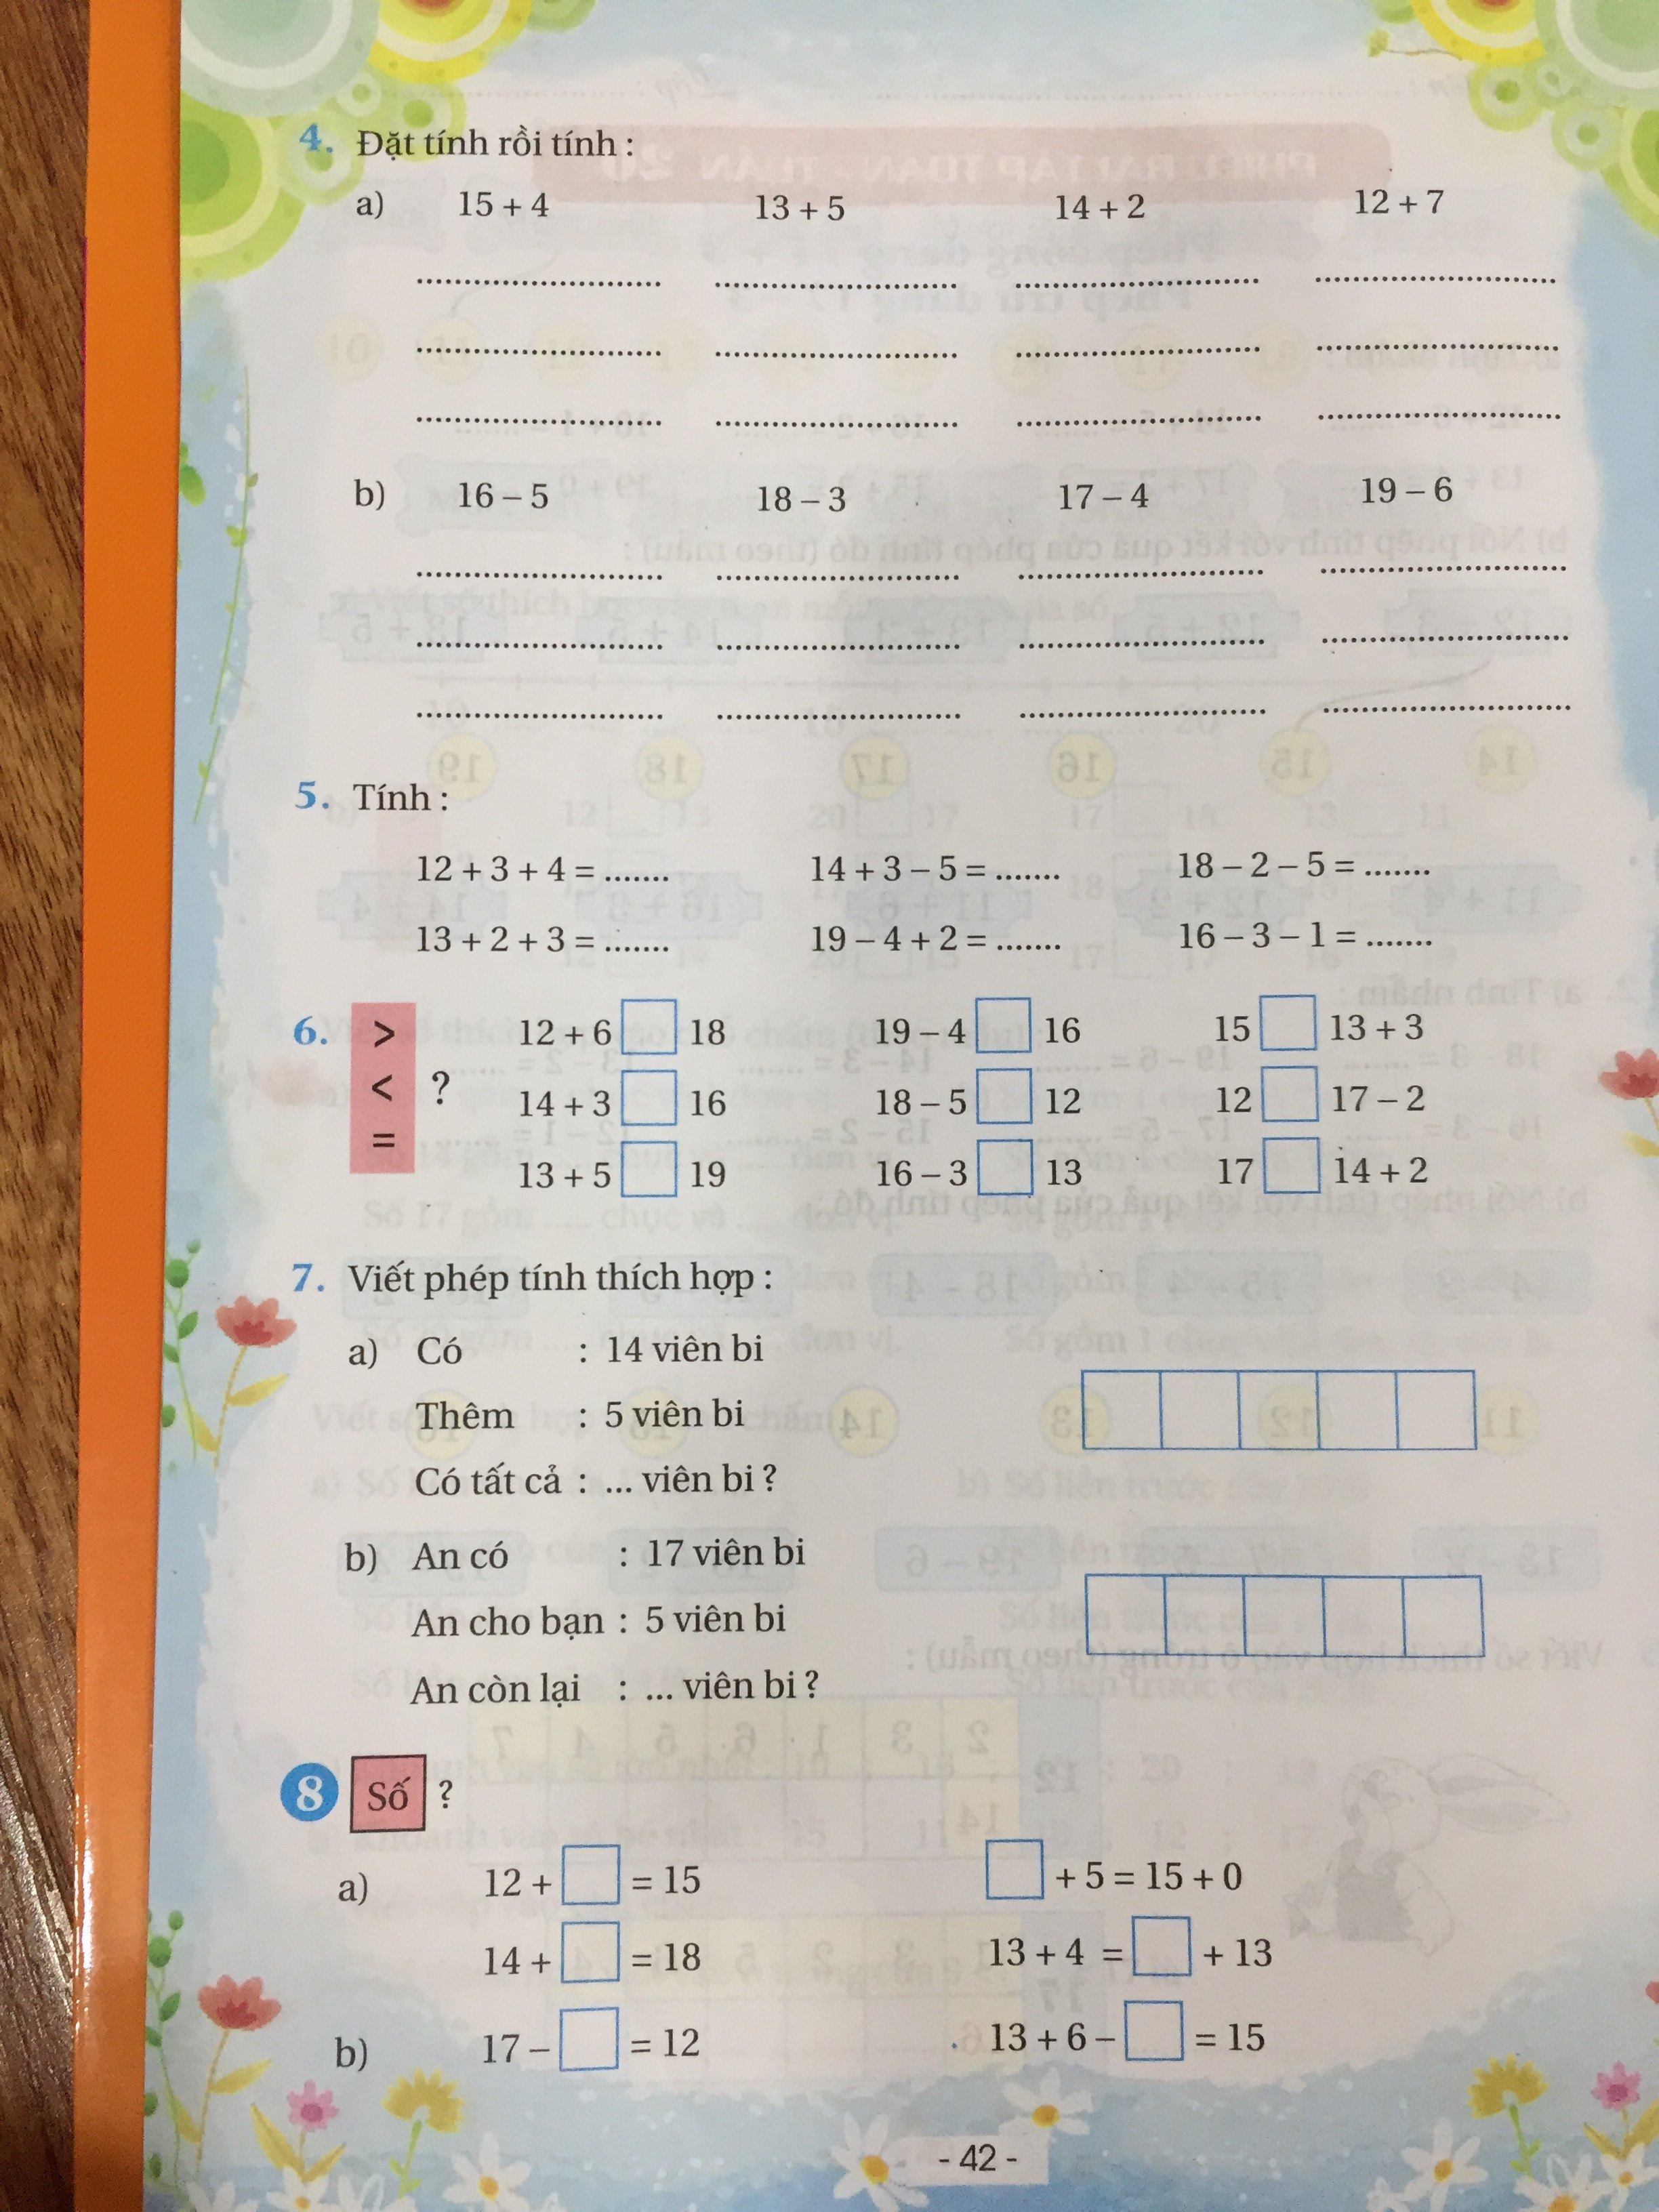 4. Đặt tính rồi tính :
a) 15 + 4 13 + 5 14 + 2 12 + 7
b) 16 – 5 18 – 3 17 – 4 19 – 6
5. Tính :
12 + 3 + 4 = ....... 14 + 3 – 5 = ....... 18 – 2 – 5 = .......
13 + 2 + 3 = ....... 19 – 4 + 2 = ....... 16 – 3 – 1 = .......
6. > 12 + 6 □ 18 19 – 4 □ 16 15 □ 13 + 3
< ? 14 + 3 □ 16 18 – 5 □ 12 12 □ 17 – 2
= 13 + 5 □ 19 16 – 3 □ 13 17 □ 14 + 2
7. Viết phép tính thích hợp :
a) Có : 14 viên bi
Thêm : 5 viên bi
Có tất cả : ... viên bi ?
b) An có : 17 viên bi
An cho bạn : 5 viên bi
An còn lại : ... viên bi ?
8 Số ?
a) 12 + □ = 15 □ + 5 = 15 + 0
14 + □ = 18 13 + 4 = □ + 13
b) 17 – □ = 12 13 + 6 – □ = 15
- 42 -